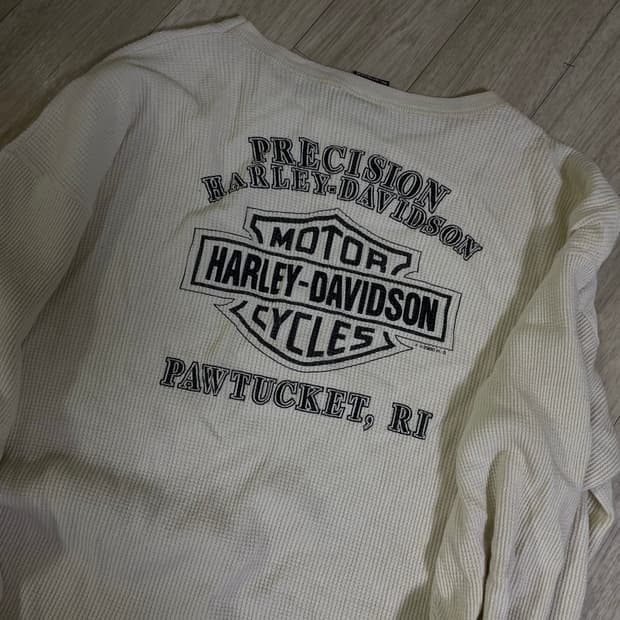 PRECISION
HARLEY-DAVIDSON
MOTOR
HARLEY-DAVIDSON
CYCLES
PAWTUCKET, RI